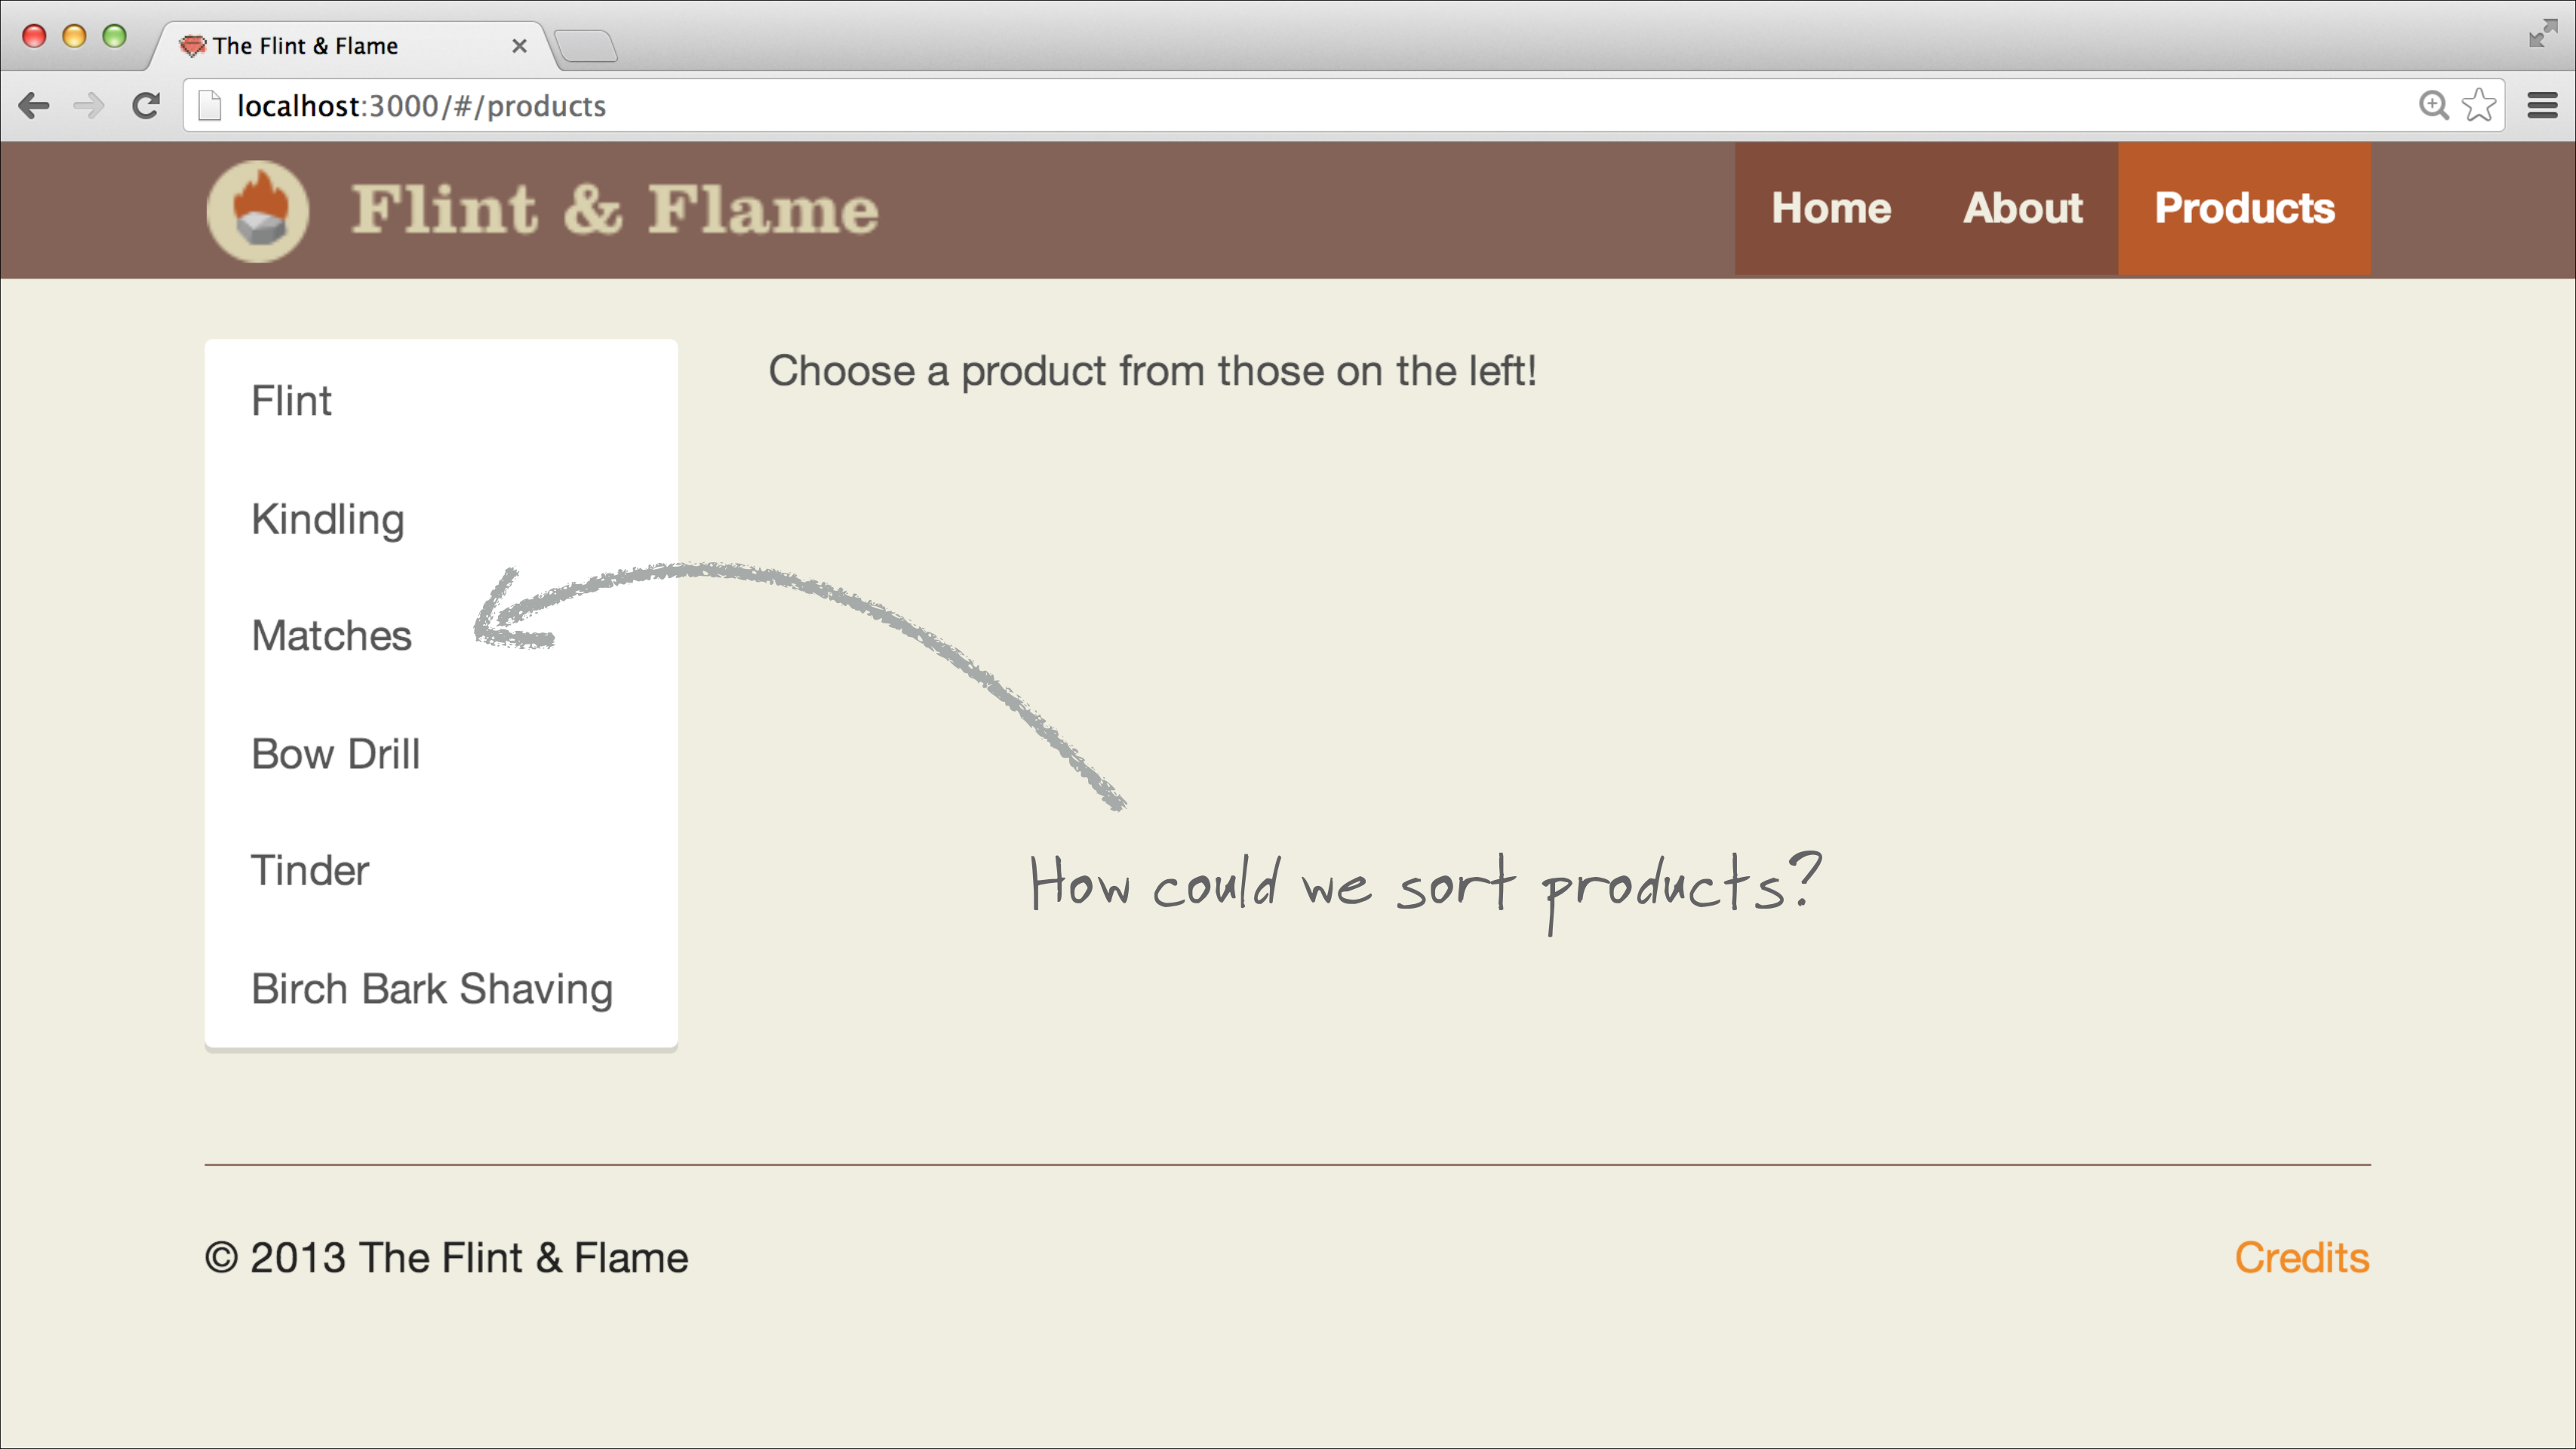 The Flint & Flame
localhost:3000/#/products
Flint & Flame
Home About Products
Choose a product from those on the left!
Flint
Kindling
Matches
Bow Drill
Tinder
Birch Bark Shaving
How could we sort products?
© 2013 The Flint & Flame
Credits